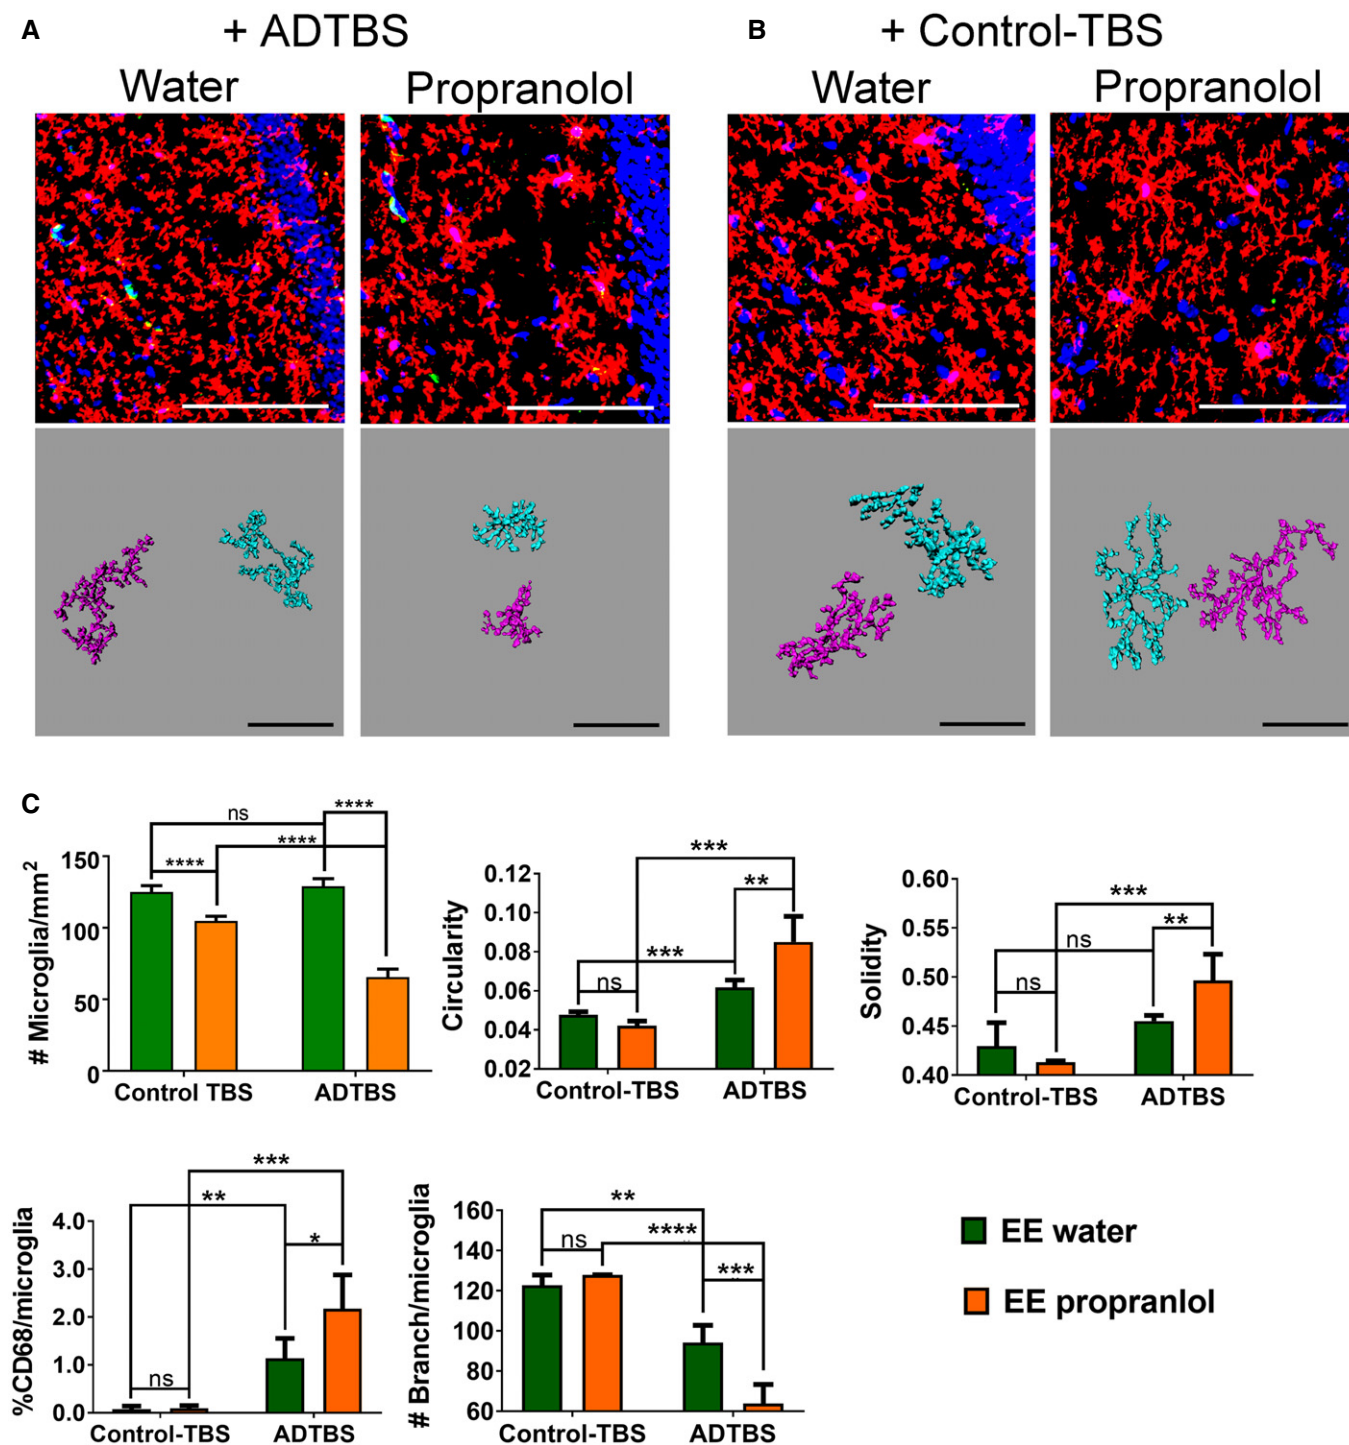 A
+ ADTBS
B
+ Control-TBS
Water
Propranolol
Water
Propranolol
C
ns
****
****
****
# Microglia/mm2
150
100
50
0
Control TBS
ADTBS
***
**
***
ns
Circularity
0.12
0.10
0.08
0.06
0.04
0.02
Control-TBS
ADTBS
***
**
ns
ns
Solidity
0.60
0.55
0.50
0.45
0.40
Control-TBS
ADTBS
***
**
*
ns
%CD68/microglia
4.0
3.0
2.0
1.0
0.0
Control-TBS
ADTBS
**
****
ns
***
# Branch/microglia
160
140
120
100
80
60
Control-TBS
ADTBS
EE water
EE propranlol